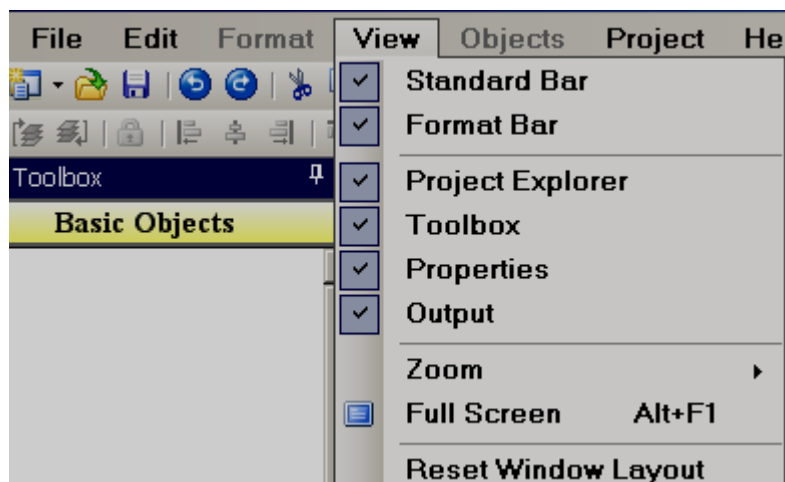 File Edit Format View Objects Project He
Standard Bar
Format Bar
Toolbox
Project Explorer
Basic Objects
Toolbox
Properties
Output
Zoom
Full Screen Alt+F1
Reset Window Layout